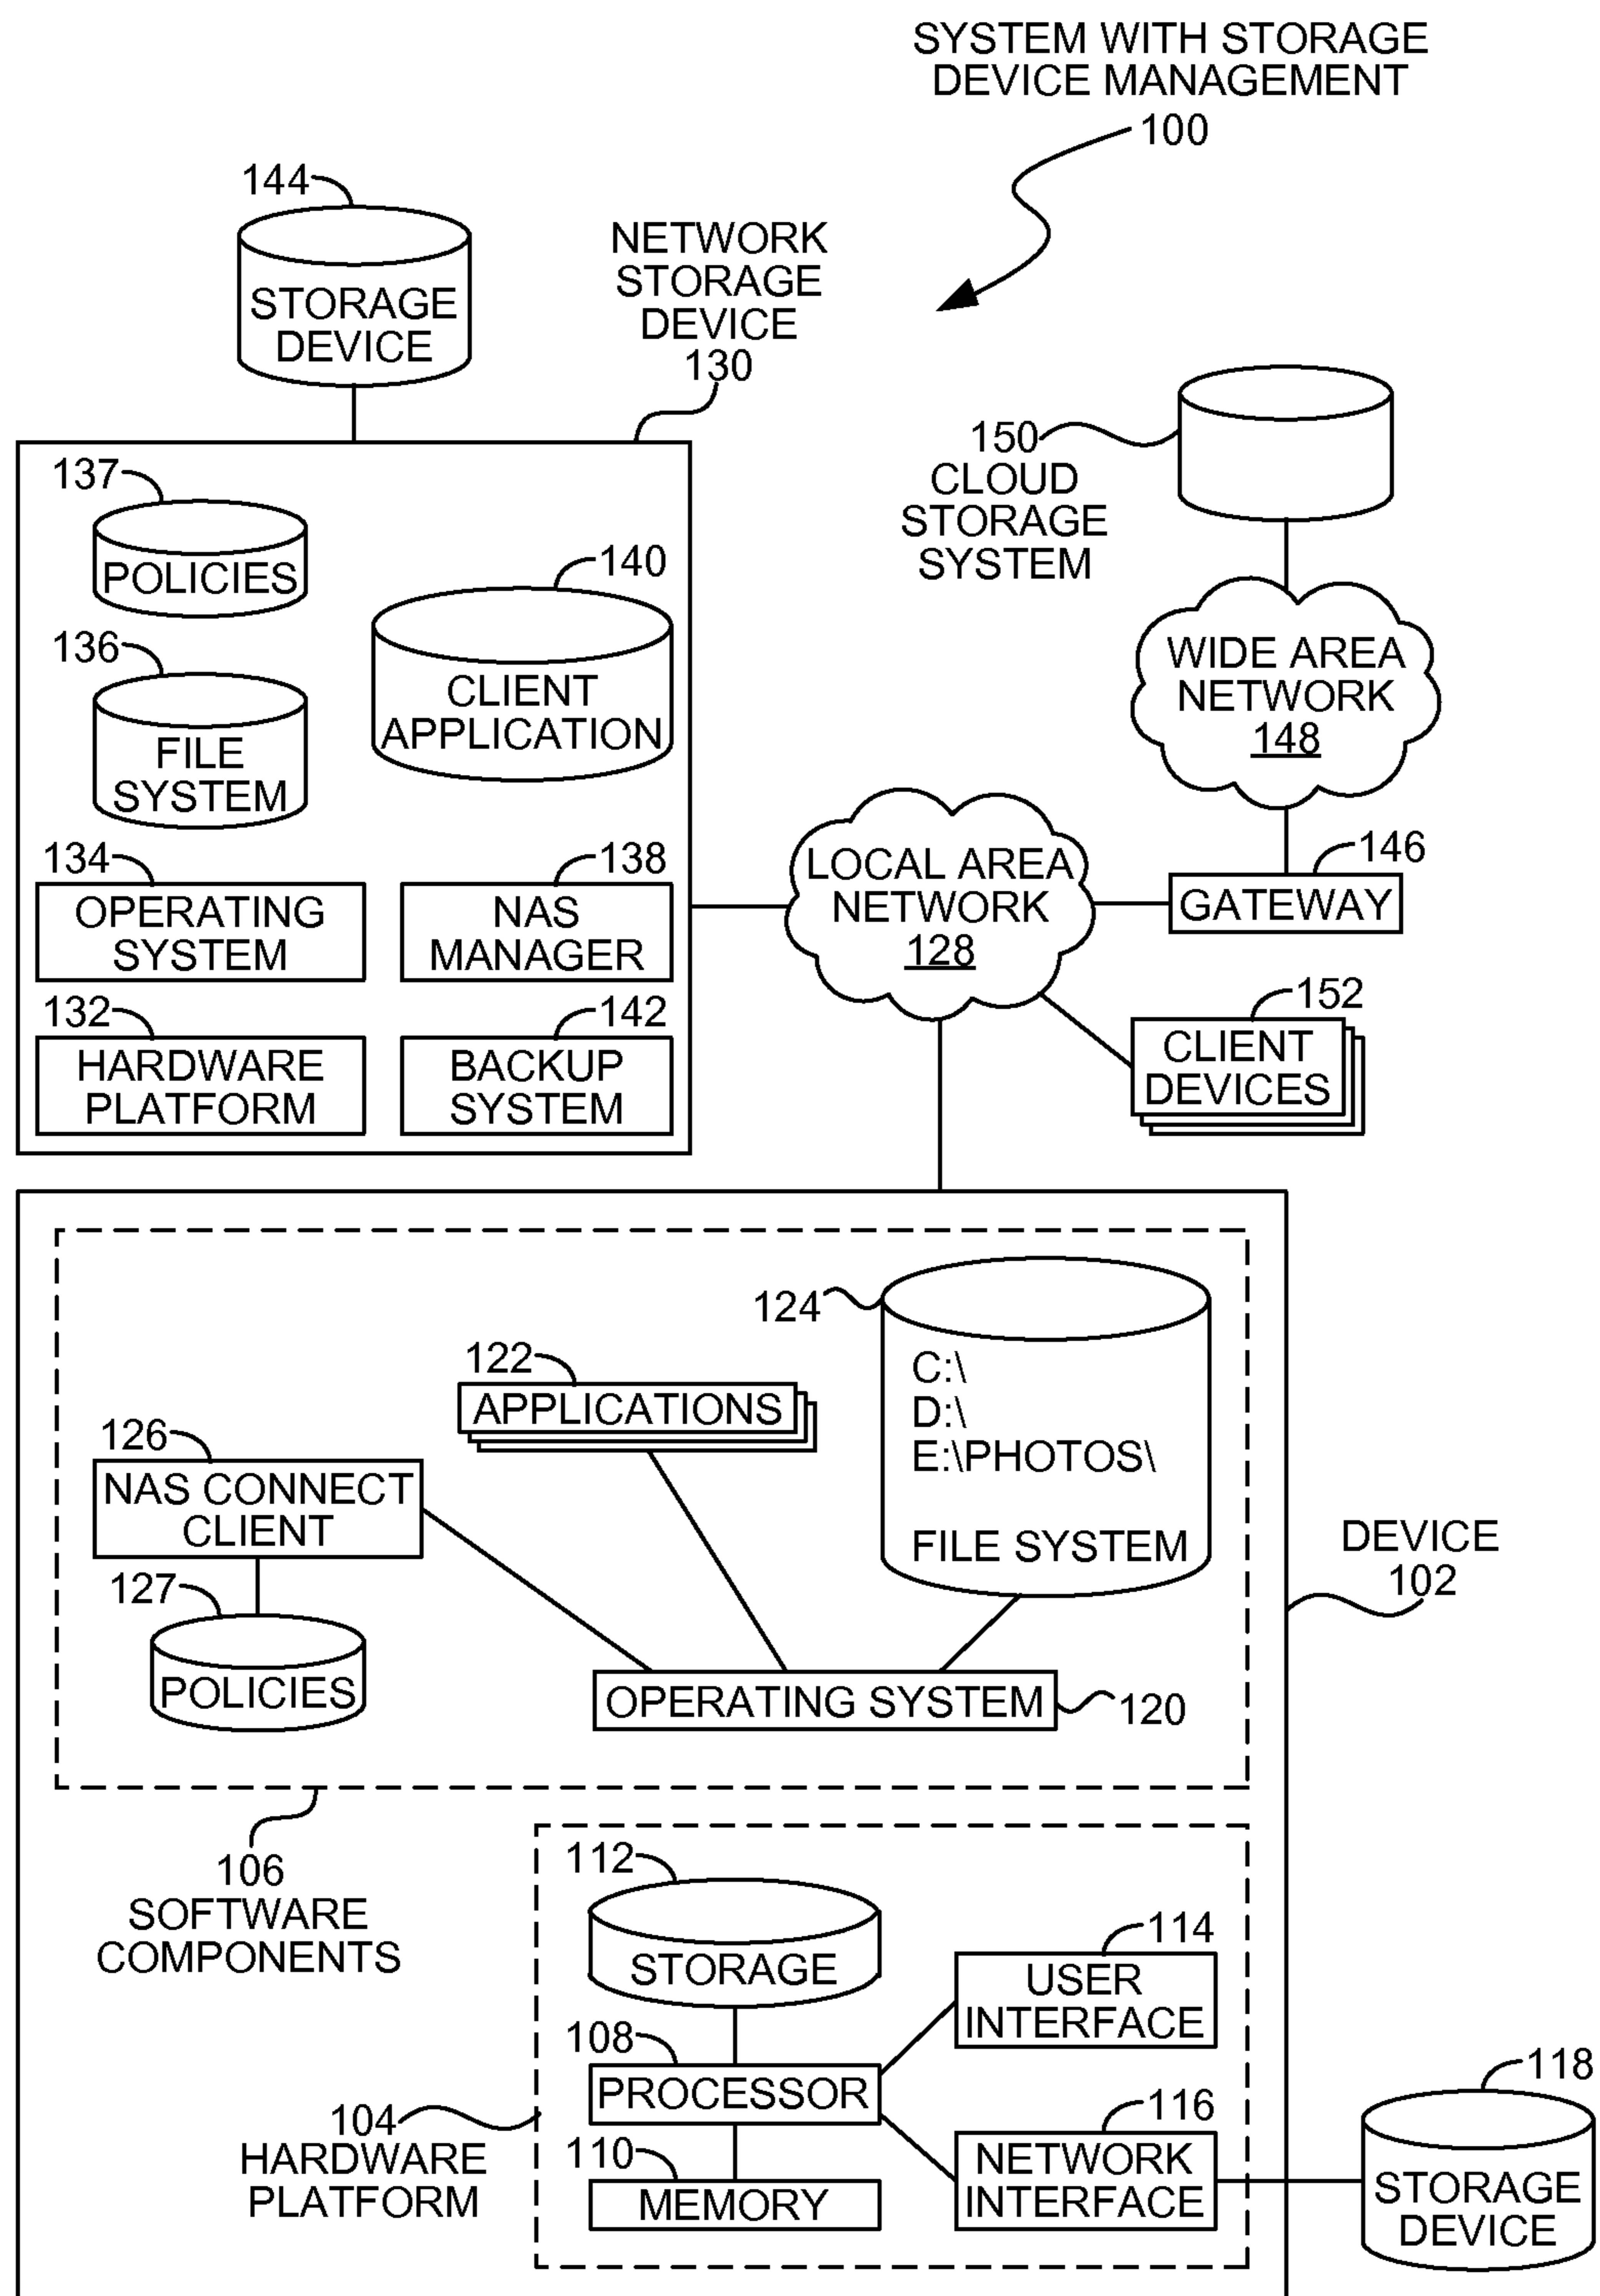 SYSTEM WITH STORAGE
DEVICE MANAGEMENT
100
144
STORAGE
DEVICE
NETWORK
STORAGE
DEVICE
130
150
CLOUD
STORAGE
SYSTEM
137
POLICIES
140
CLIENT
APPLICATION
136
FILE
SYSTEM
WIDE AREA
NETWORK
148
134
OPERATING
SYSTEM
138
NAS
MANAGER
LOCAL AREA
NETWORK
128
146
GATEWAY
132
HARDWARE
PLATFORM
142
BACKUP
SYSTEM
152
CLIENT
DEVICES
124
C:\
D:\
E:\PHOTOS\
FILE SYSTEM
122
APPLICATIONS
126
NAS CONNECT
CLIENT
127
POLICIES
OPERATING SYSTEM
120
DEVICE
102
106
SOFTWARE
COMPONENTS
112
STORAGE
114
USER
INTERFACE
108
PROCESSOR
104
HARDWARE
PLATFORM
110
MEMORY
116
NETWORK
INTERFACE
118
STORAGE
DEVICE